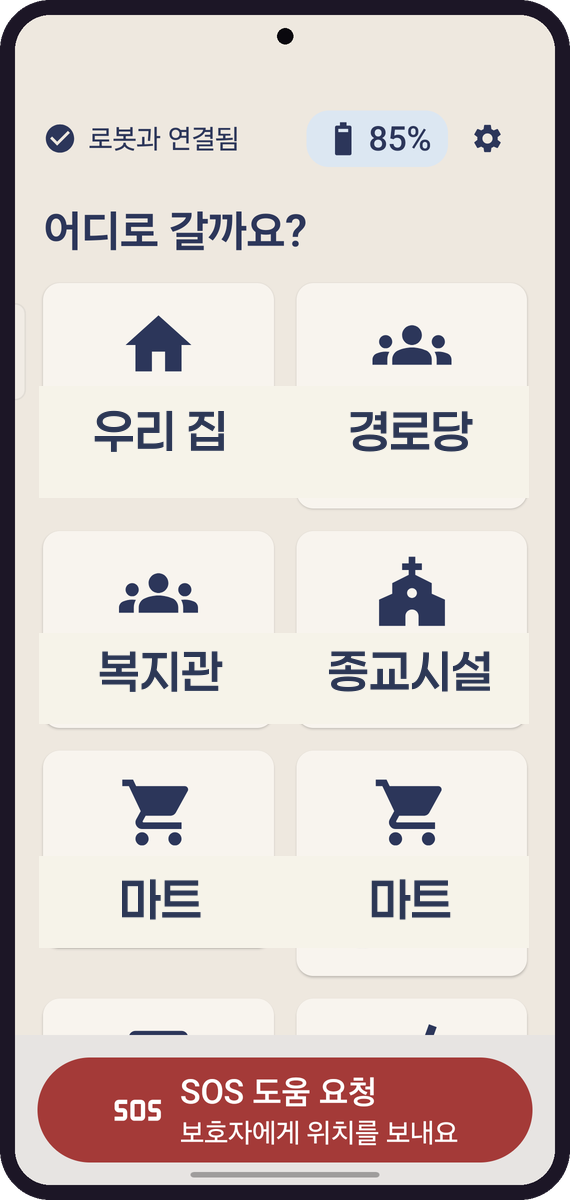 로봇과 연결됨
85%
어디로 갈까요?
우리 집
경로당
복지관
종교시설
마트
마트
SOS
SOS 도움 요청
보호자에게 위치를 보내요